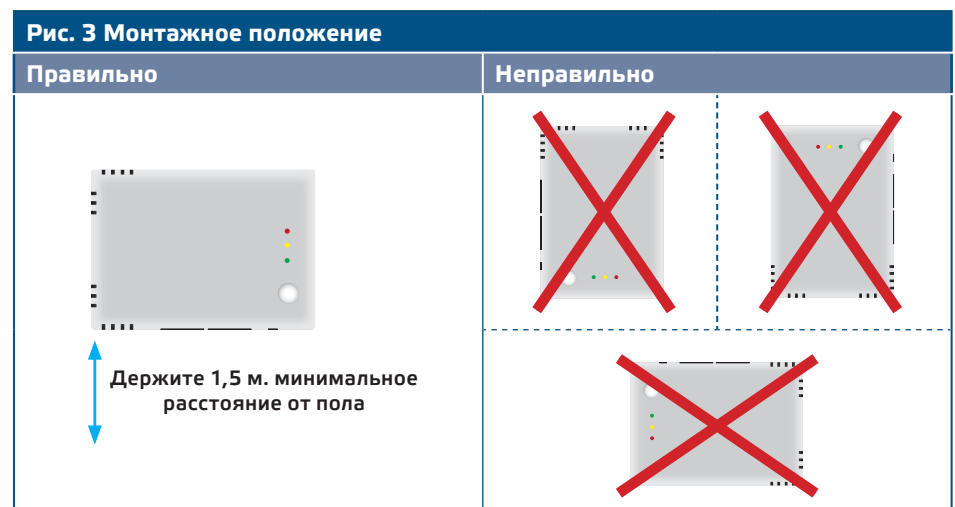 Рис. 3 Монтажное положение
Правильно
Неправильно
Держите 1,5 м. минимальное
расстояние от пола